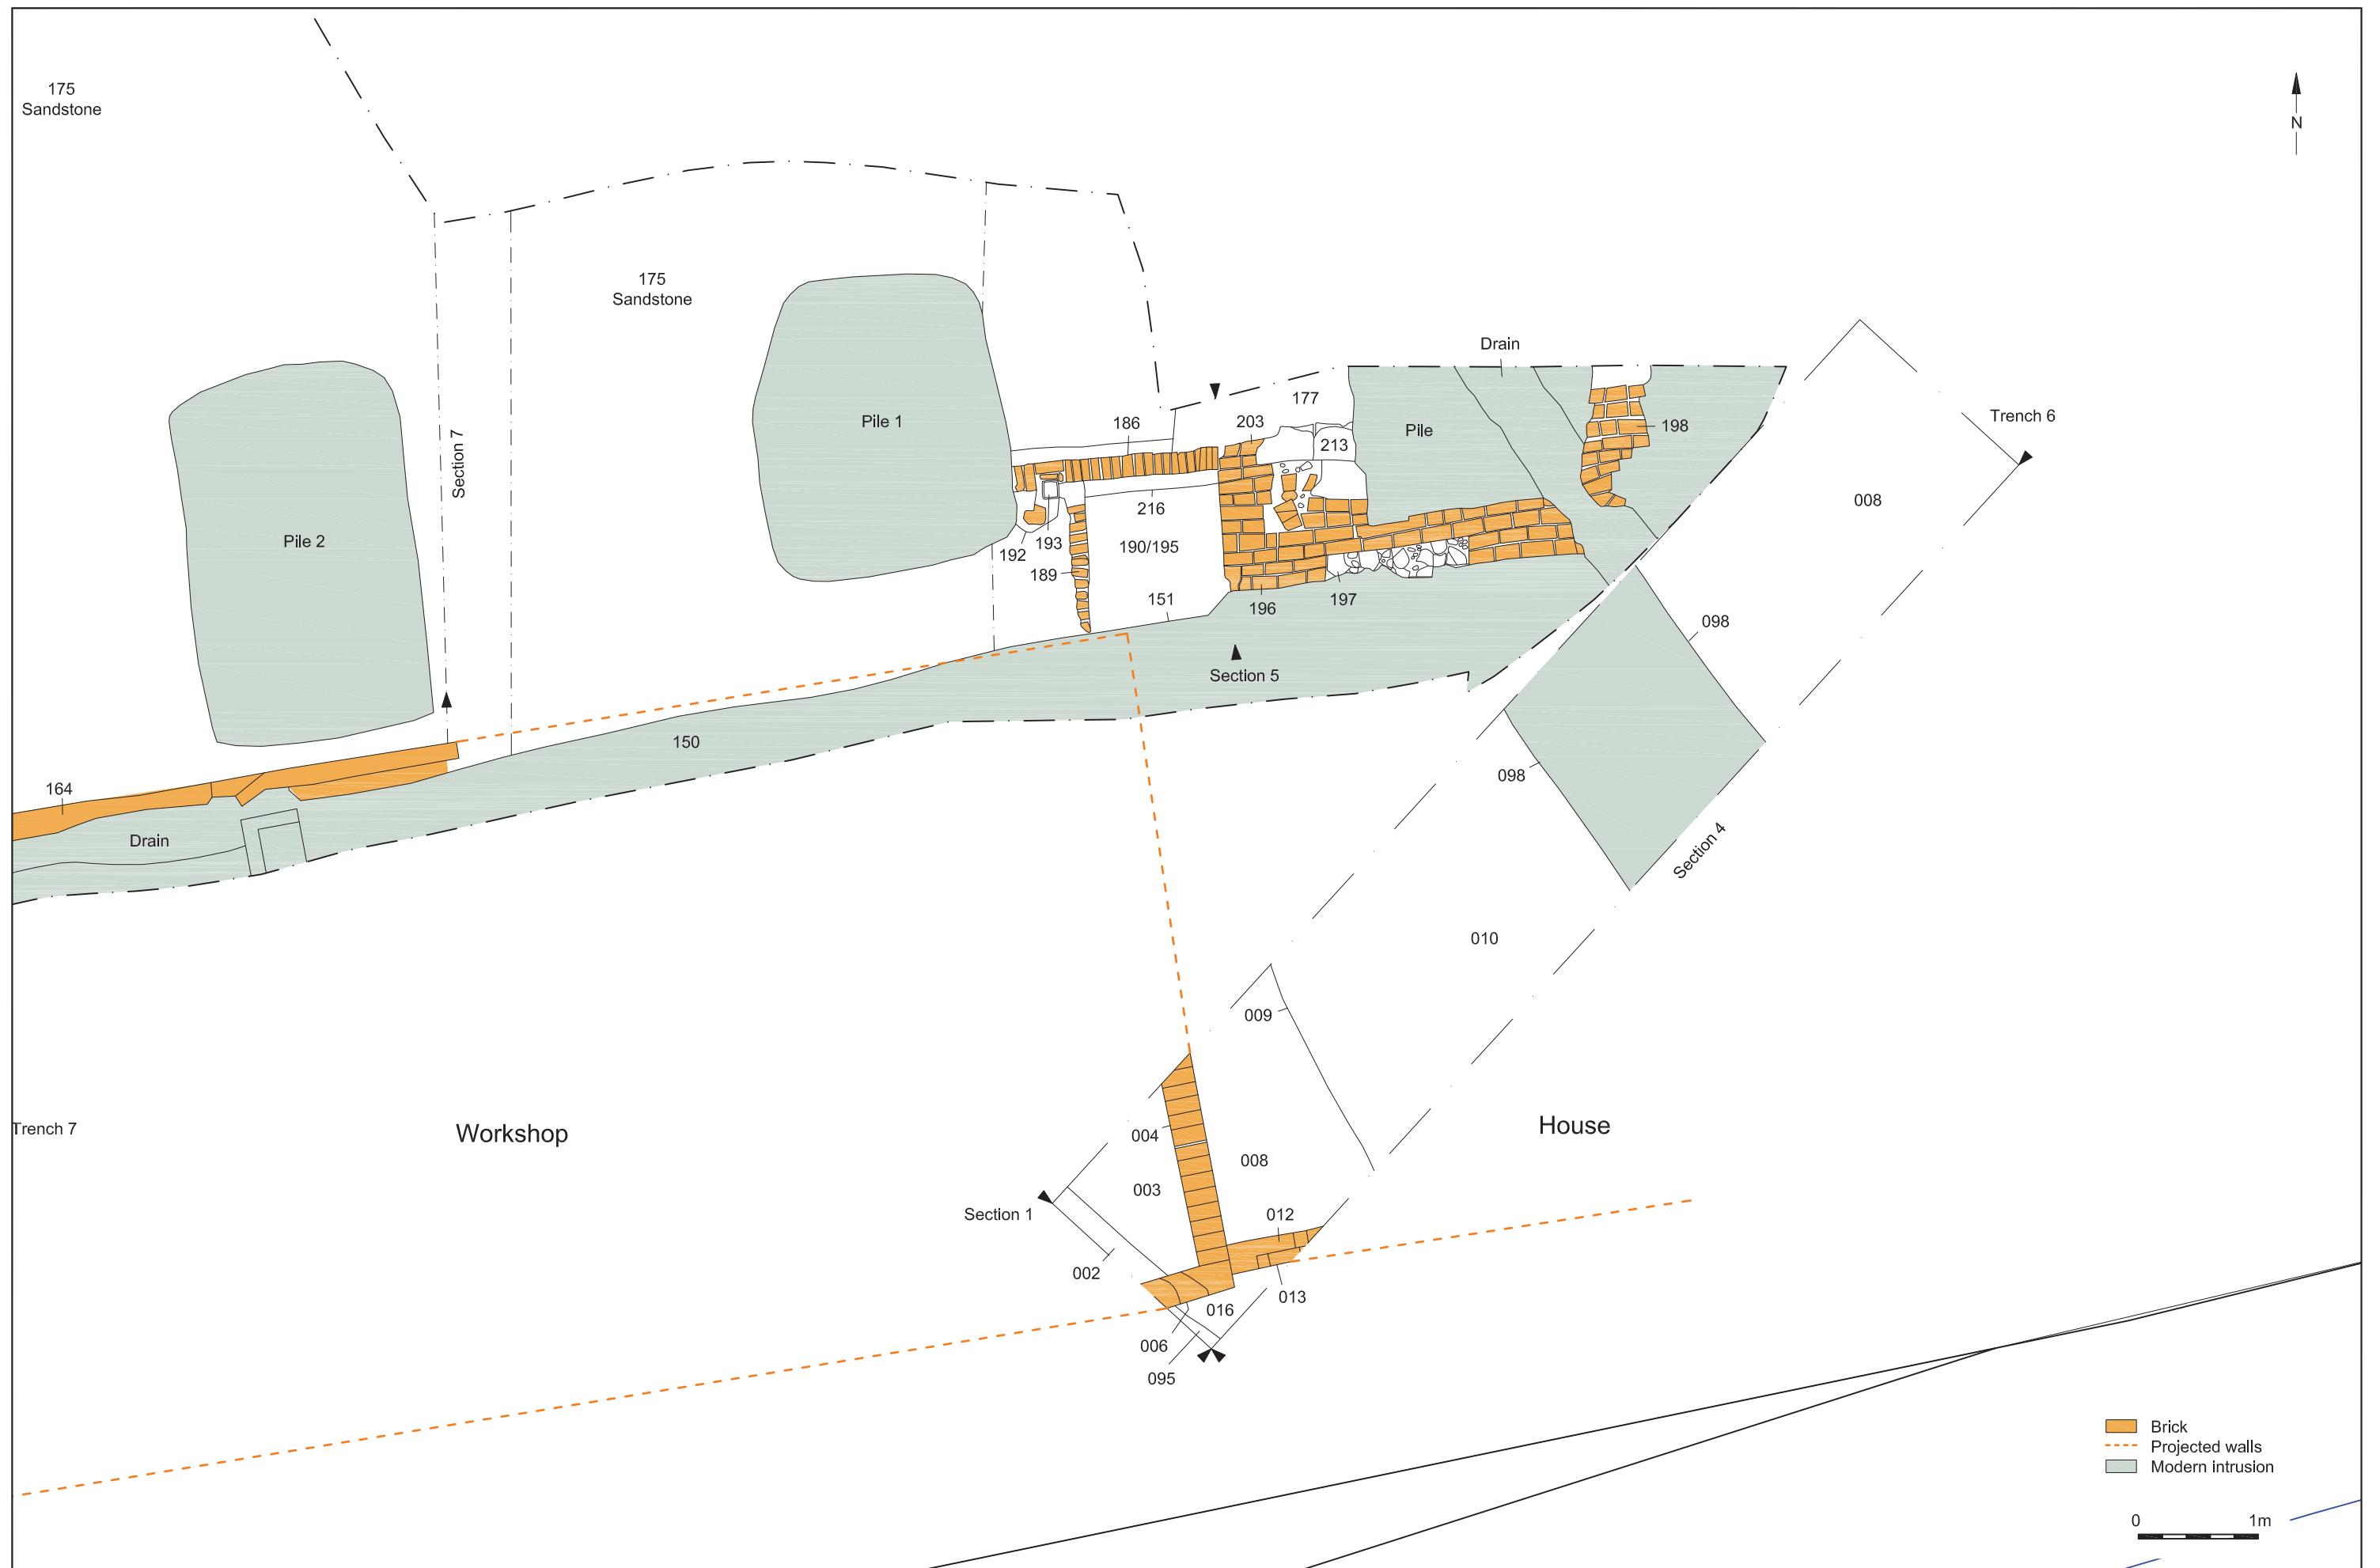 175
Sandstone
N
175
Sandstone
Drain
177
Trench 6
186
203
Pile 1
Pile
198
213
Section 7
008
216
Pile 2
193
190/195
192
189
151
196
197
098
Section 5
150
098
164
Drain
Section 4
010
009
Trench 7
Workshop
004
House
008
003
Section 1
012
002
013
016
006
095
Brick
Projected walls
Modern intrusion
0 1m